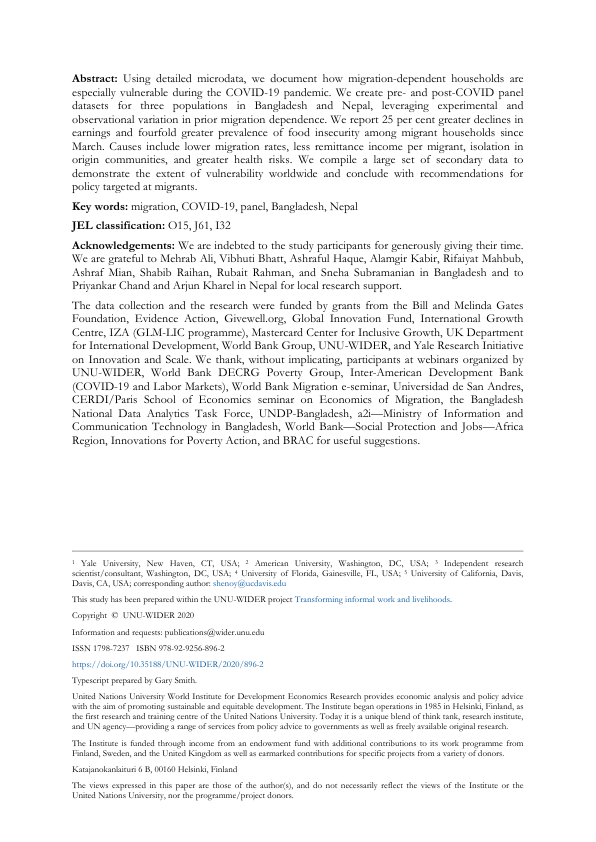 Abstract: Using detailed microdata, we document how migration-dependent households are
especially vulnerable during the COVID-19 pandemic. We create pre- and post-COVID panel
datasets for three populations in Bangladesh and Nepal, leveraging experimental and
observational variation in prior migration dependence. We report 25 per cent greater declines in
earnings and fourfold greater prevalence of food insecurity among migrant households since
March. Causes include lower migration rates, less remittance income per migrant, isolation in
origin communities, and greater health risks. We compile a large set of secondary data to
demonstrate the extent of vulnerability worldwide and conclude with recommendations for
policy targeted at migrants.
Key words: migration, COVID-19, panel, Bangladesh, Nepal
JEL classification: O15, J61, I32
Acknowledgements: We are indebted to the study participants for generously giving their time.
We are grateful to Mehrab Ali, Vibhuti Bhatt, Ashraful Haque, Alamgir Kabir, Rifaiyat Mahbub,
Ashraf Mian, Shabib Raihan, Rubait Rahman, and Sneha Subramanian in Bangladesh and to
Priyankar Chand and Arjun Kharel in Nepal for local research support.
The data collection and the research were funded by grants from the Bill and Melinda Gates
Foundation, Evidence Action, Givewell.org, Global Innovation Fund, International Growth
Centre, IZA (GLM-LIC programme), Mastercard Center for Inclusive Growth, UK Department
for International Development, World Bank Group, UNU-WIDER, and Yale Research Initiative
on Innovation and Scale. We thank, without implicating, participants at webinars organized by
UNU-WIDER, World Bank DECRG Poverty Group, Inter-American Development Bank
(COVID-19 and Labor Markets), World Bank Migration e-seminar, Universidad de San Andres,
CERDI/Paris School of Economics seminar on Economics of Migration, the Bangladesh
National Data Analytics Task Force, UNDP-Bangladesh, a2i—Ministry of Information and
Communication Technology in Bangladesh, World Bank—Social Protection and Jobs—Africa
Region, Innovations for Poverty Action, and BRAC for useful suggestions.
¹ Yale University, New Haven, CT, USA; ² American University, Washington, DC, USA; ³ Independent research
scientist/consultant, Washington, DC, USA; ⁴ University of Florida, Gainesville, FL, USA; ⁵ University of California, Davis,
Davis, CA, USA; corresponding author: shenoy@ucdavis.edu
This study has been prepared within the UNU-WIDER project Transforming informal work and livelihoods.
Copyright © UNU-WIDER 2020
Information and requests: publications@wider.unu.edu
ISSN 1798-7237 ISBN 978-92-9256-896-2
https://doi.org/10.35188/UNU-WIDER/2020/896-2
Typescript prepared by Gary Smith.
United Nations University World Institute for Development Economics Research provides economic analysis and policy advice
with the aim of promoting sustainable and equitable development. The Institute began operations in 1985 in Helsinki, Finland, as
the first research and training centre of the United Nations University. Today it is a unique blend of think tank, research institute,
and UN agency—providing a range of services from policy advice to governments as well as freely available original research.
The Institute is funded through income from an endowment fund with additional contributions to its work programme from
Finland, Sweden, and the United Kingdom as well as earmarked contributions for specific projects from a variety of donors.
Katajanokanlaituri 6 B, 00160 Helsinki, Finland
The views expressed in this paper are those of the author(s), and do not necessarily reflect the views of the Institute or the
United Nations University, nor the programme/project donors.